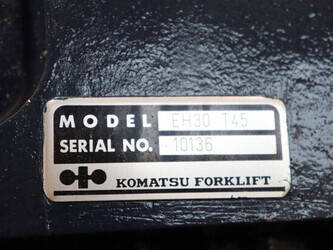 MODEL EH30 T45
SERIAL NO. 10136
KOMATSU FORKLIFT